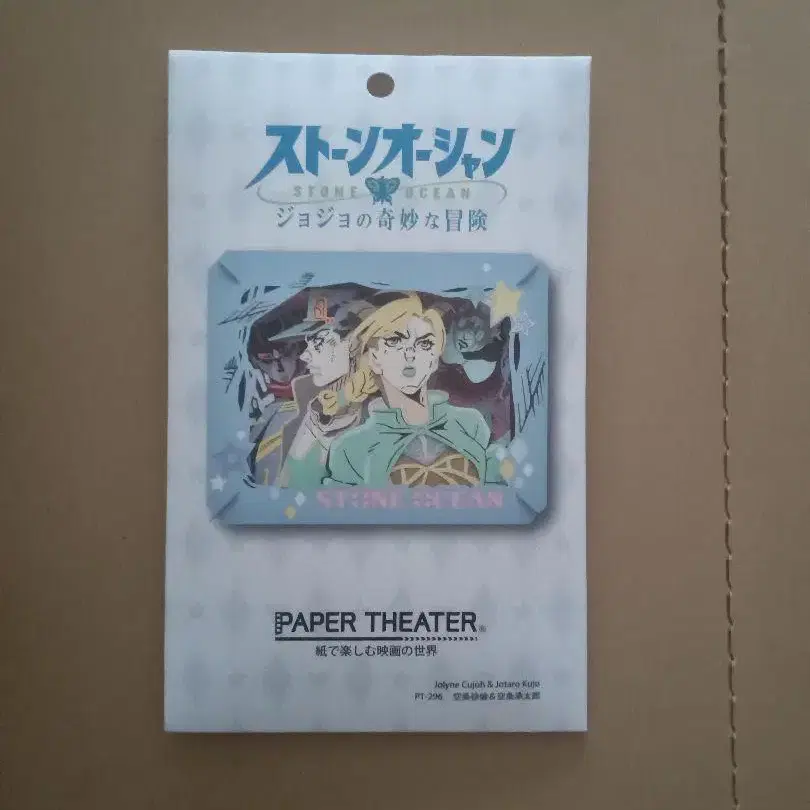 ストーンオーシャン
STONE OCEAN
ジョジョの奇妙な冒険
STONE OCEAN
PAPER THEATER®
紙で楽しむ映画の世界
Jolyne Cujoh & Jotaro Kujo
PT-296 空条徐倫&空条承太郎